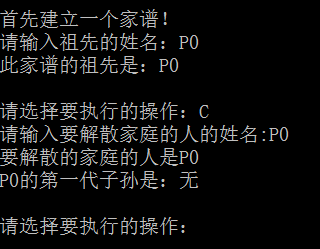 首先建立一个家谱！
请输入祖先的姓名：P0
此家谱的祖先是：P0
请选择要执行的操作：C
请输入要解散家庭的人的姓名:P0
要解散的家庭的人是P0
P0的第一代子孙是：无
请选择要执行的操作：